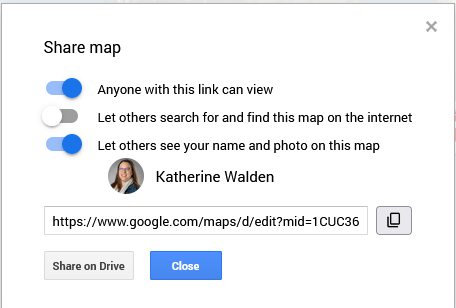 Share map
Anyone with this link can view
Let others search for and find this map on the internet
Let others see your name and photo on this map
Katherine Walden
https://www.google.com/maps/d/edit?mid=1CUC36
Share on Drive
Close